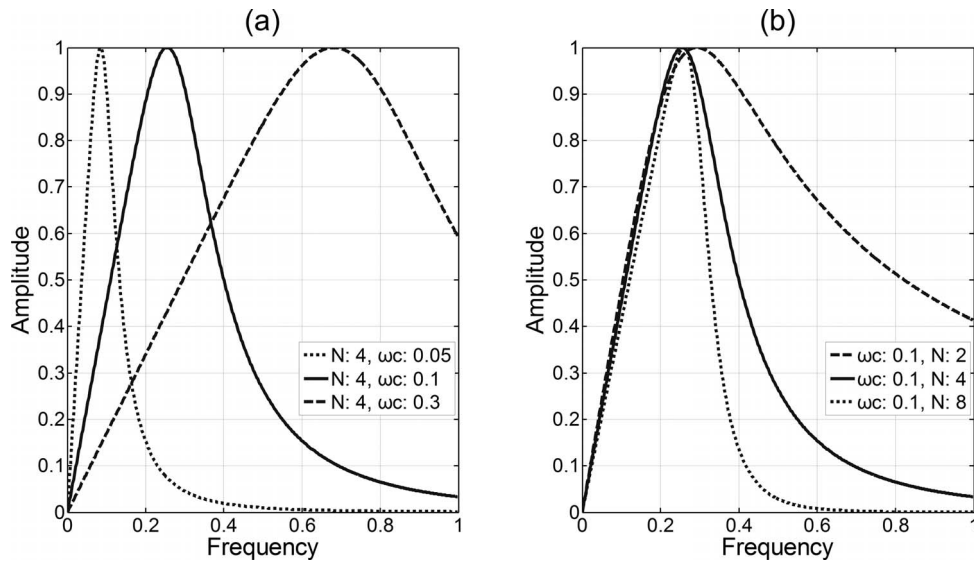 (a)
1
0.9
0.8
0.7
0.6
0.5
0.4
0.3
0.2
0.1
0
Amplitude
N: 4, ωc: 0.05
N: 4, ωc: 0.1
N: 4, ωc: 0.3
0 0.2 0.4 0.6 0.8 1
Frequency
(b)
1
0.9
0.8
0.7
0.6
0.5
0.4
0.3
0.2
0.1
0
Amplitude
ωc: 0.1, N: 2
ωc: 0.1, N: 4
ωc: 0.1, N: 8
0 0.2 0.4 0.6 0.8 1
Frequency